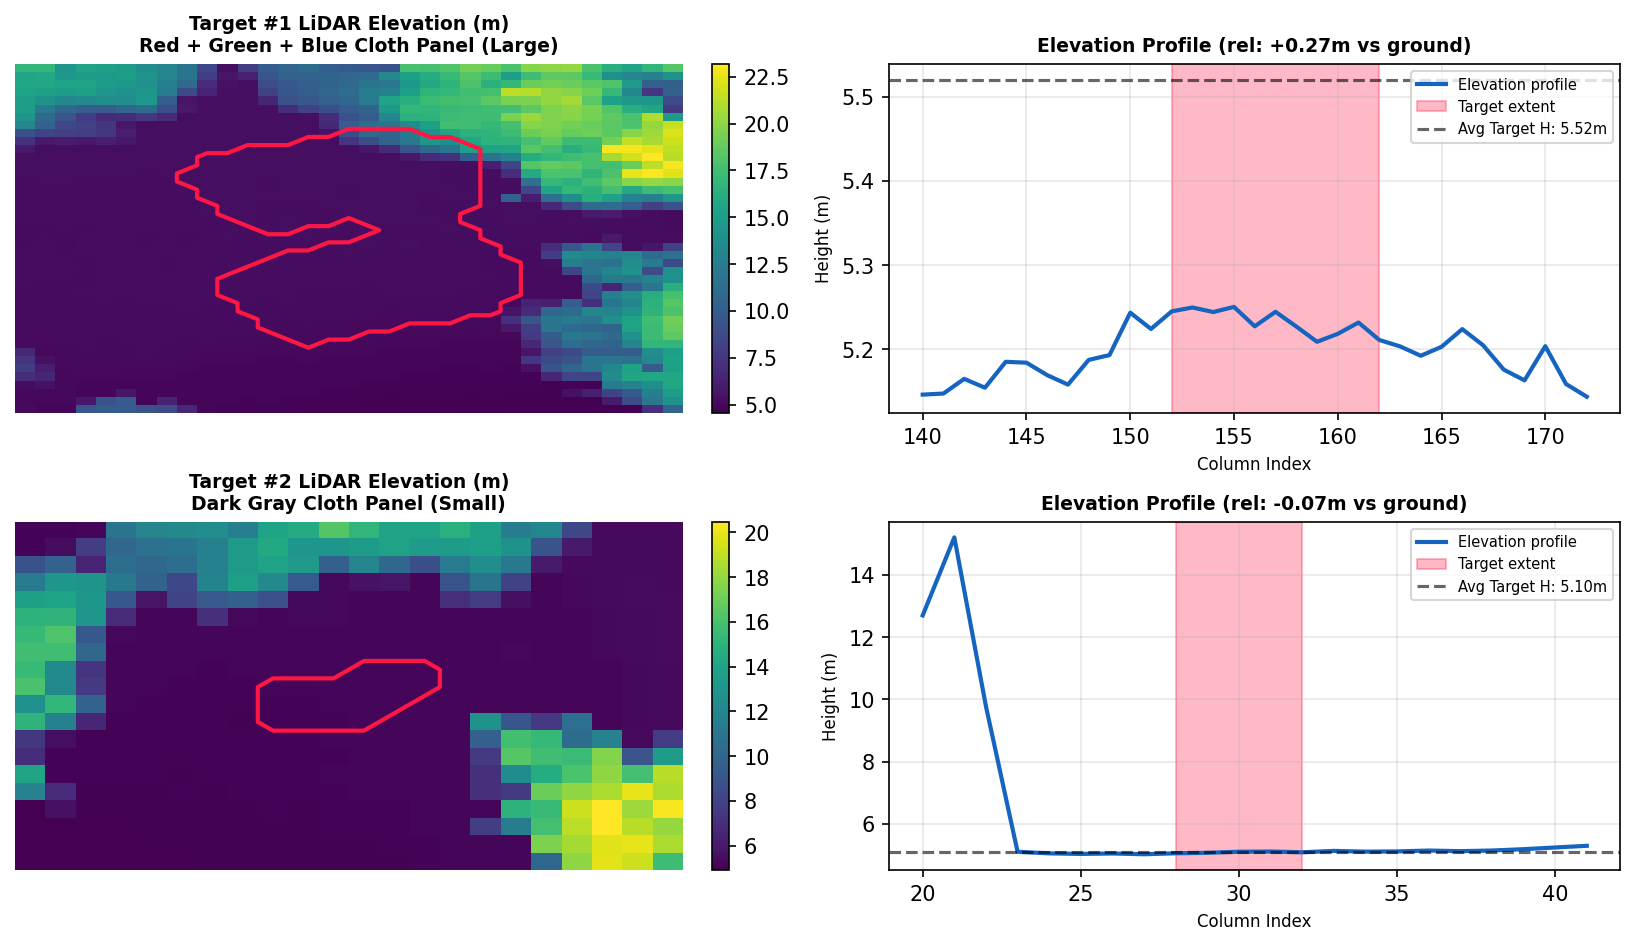 Target #1 LiDAR Elevation (m)
Red + Green + Blue Cloth Panel (Large)
22.5
20.0
17.5
15.0
12.5
10.0
7.5
5.0
Elevation Profile (rel: +0.27m vs ground)
Elevation profile
Target extent
Avg Target H: 5.52m
Height (m)
5.5
5.4
5.3
5.2
140
145
150
155
160
165
170
Column Index
Target #2 LiDAR Elevation (m)
Dark Gray Cloth Panel (Small)
20
18
16
14
12
10
8
6
Elevation Profile (rel: -0.07m vs ground)
Elevation profile
Target extent
Avg Target H: 5.10m
Height (m)
14
12
10
8
6
20
25
30
35
40
Column Index